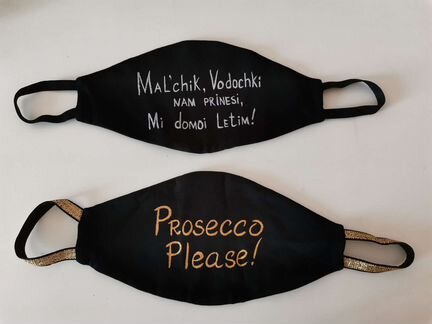 Mal'chik, Vodochki
nam prinesi,
Mi domoi Letim!
Prosecco
Please!